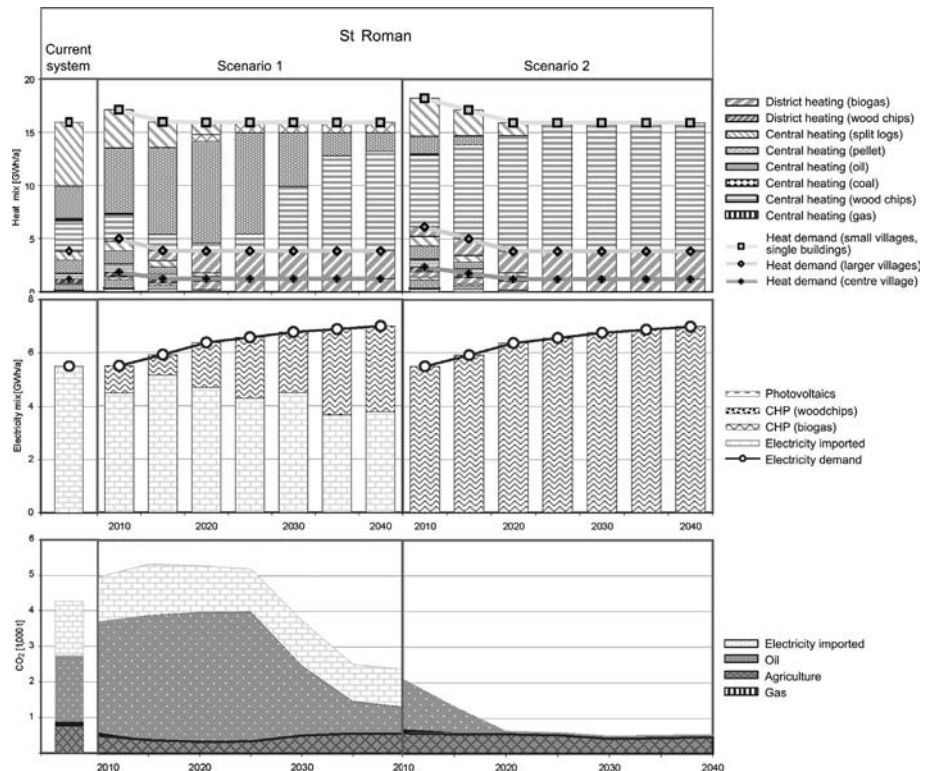 St Roman
Current
system
Scenario 1
Scenario 2
Heat mix [GWh/a]
20
15
10
5
0
District heating (biogas)
District heating (wood chips)
Central heating (split logs)
Central heating (pellet)
Central heating (oil)
Central heating (coal)
Central heating (wood chips)
Central heating (gas)
Heat demand (small villages,
single buildings)
Heat demand (larger villages)
Heat demand (centre village)
Electricity mix[GWh/a]
8
6
4
2
0
2010 2020 2030 2040 2010 2020 2030 2040
Photovoltaics
CHP (woodchips)
CHP (biogas)
Electricity imported
Electricity demand
CO2 [1,000 t]
6
5
4
3
2
1
2010 2020 2030 2010 2020 2030 2040
Electricity imported
Oil
Agriculture
Gas